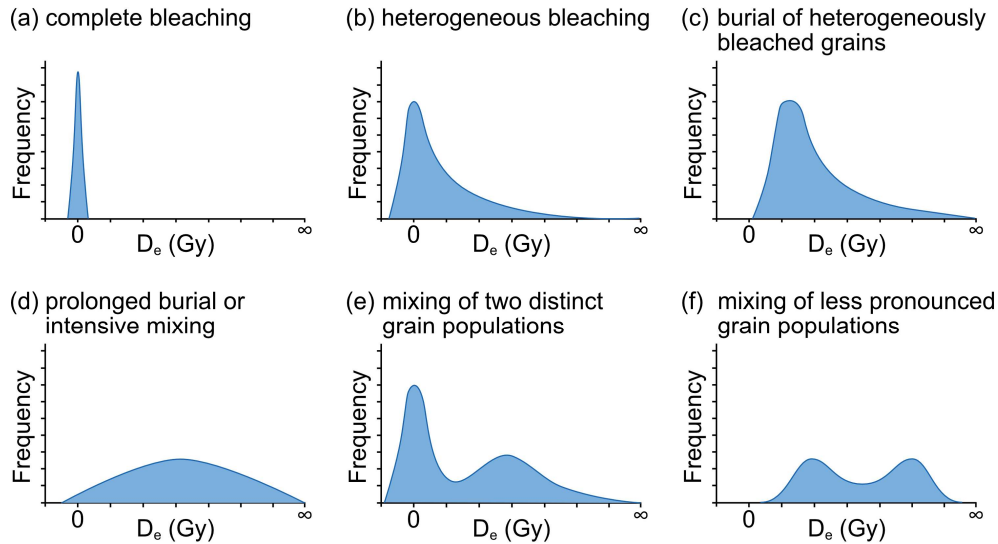 (a) complete bleaching
Frequency
0
∞
Dₑ (Gy)
(b) heterogeneous bleaching
Frequency
0
∞
Dₑ (Gy)
(c) burial of heterogeneously
bleached grains
Frequency
0
∞
Dₑ (Gy)
(d) prolonged burial or
intensive mixing
Frequency
0
∞
Dₑ (Gy)
(e) mixing of two distinct
grain populations
Frequency
0
∞
Dₑ (Gy)
(f) mixing of less pronounced
grain populations
Frequency
0
∞
Dₑ (Gy)